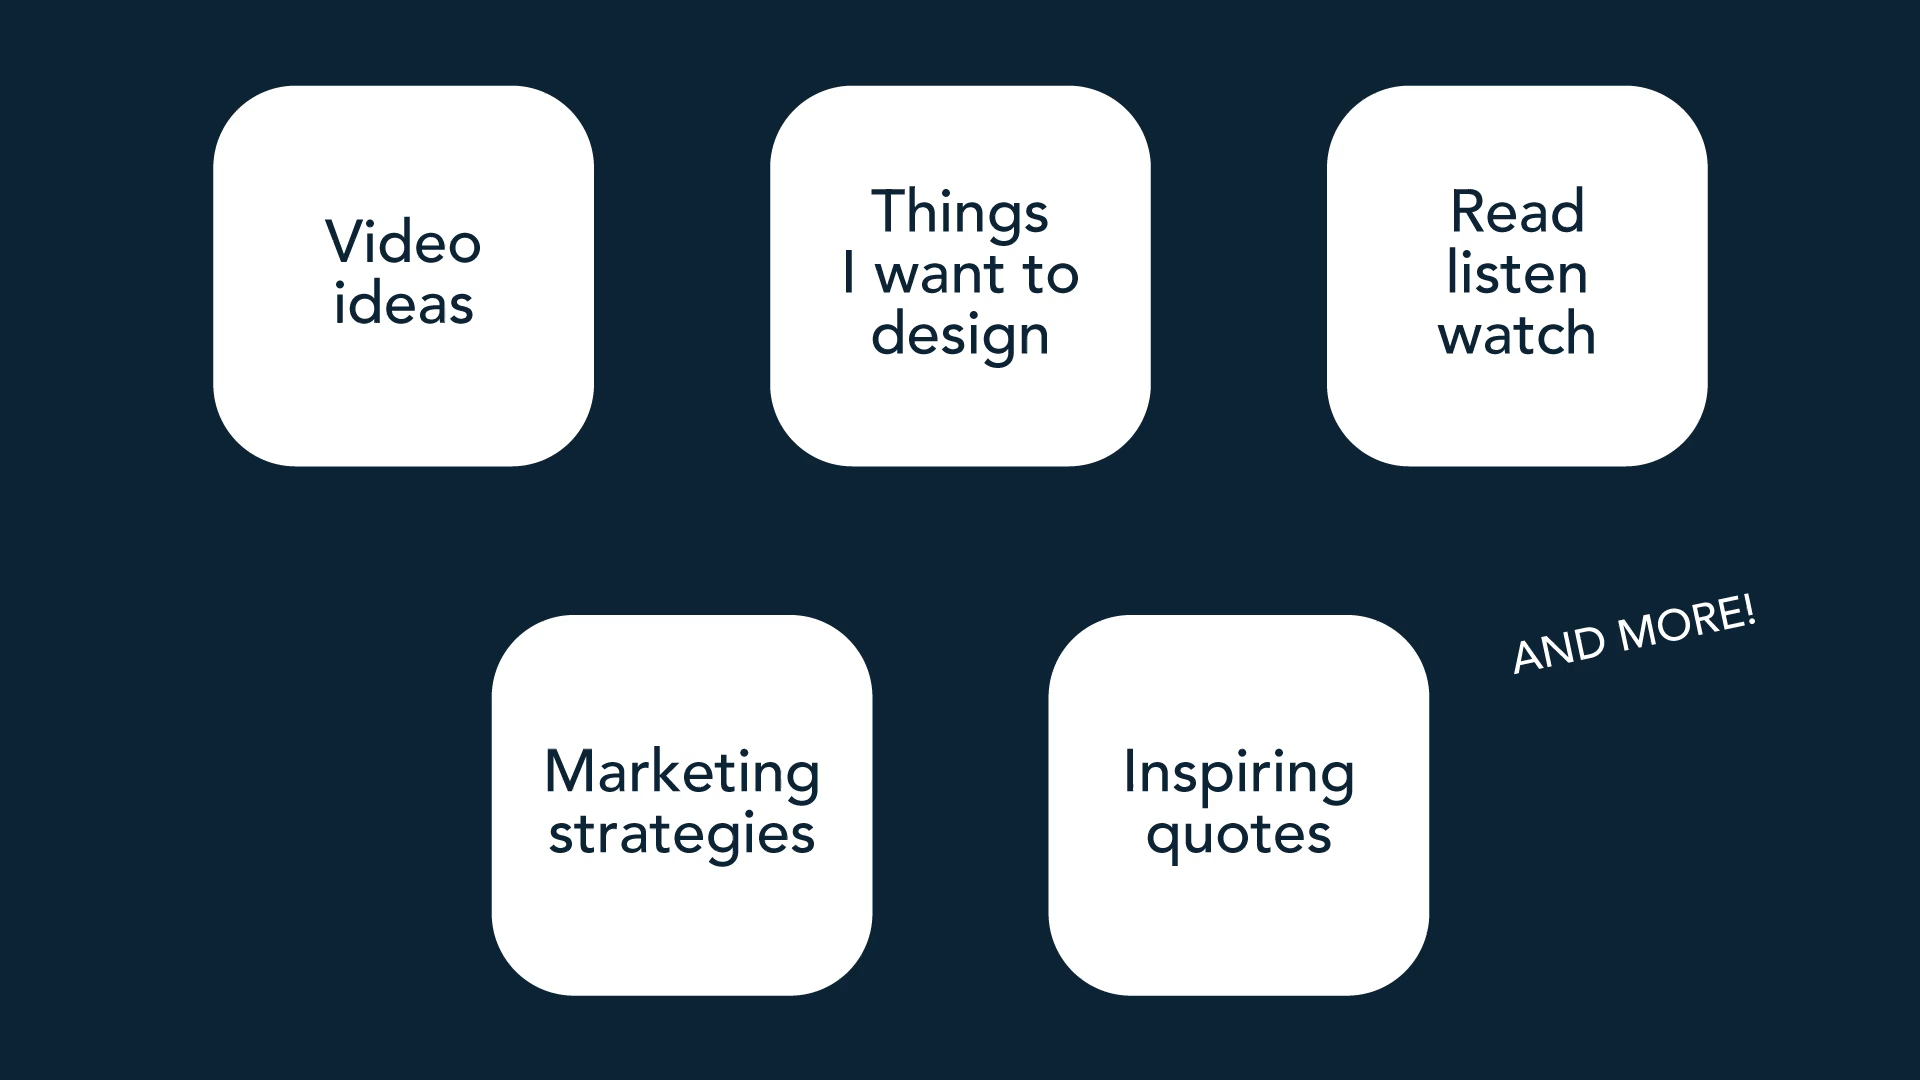 Video
ideas
Things
I want to
design
Read
listen
watch
Marketing
strategies
Inspiring
quotes
AND MORE!